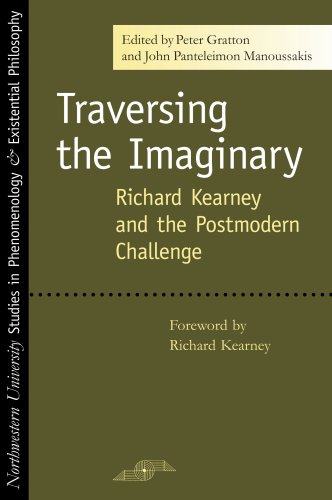 Edited by Peter Gratton
and John Panteleimon Manoussakis
Traversing
the Imaginary
Richard Kearney
and the Postmodern
Challenge
Foreword by
Richard Kearney
Northwestern University Studies in Phenomenology & Existential Philosophy